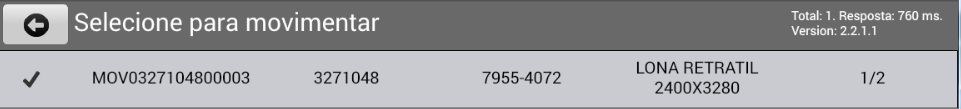 Selecione para movimentar
Total: 1. Resposta: 760 ms.
Version: 2.2.1.1
MOV0327104800003 3271048 7955-4072 LONA RETRATIL 2400X3280 1/2